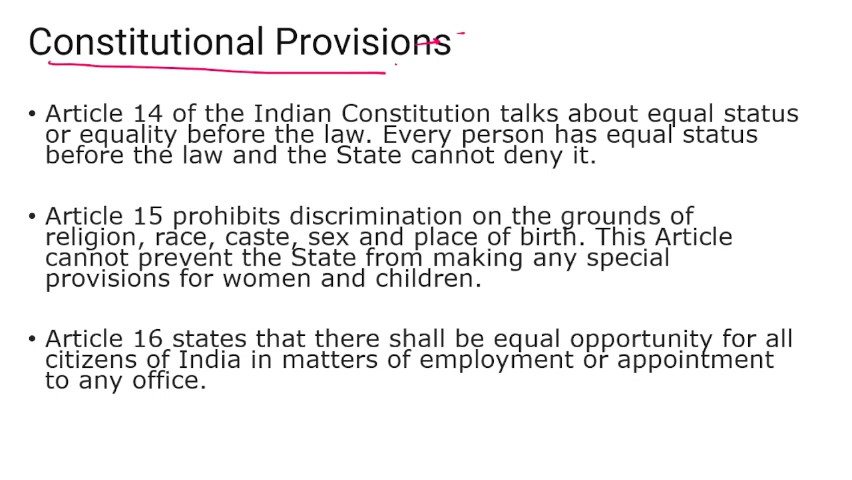 Constitutional Provisions
• Article 14 of the Indian Constitution talks about equal status
or equality before the law. Every person has equal status
before the law and the State cannot deny it.
• Article 15 prohibits discrimination on the grounds of
religion, race, caste, sex and place of birth. This Article
cannot prevent the State from making any special
provisions for women and children.
• Article 16 states that there shall be equal opportunity for all
citizens of India in matters of employment or appointment
to any office.